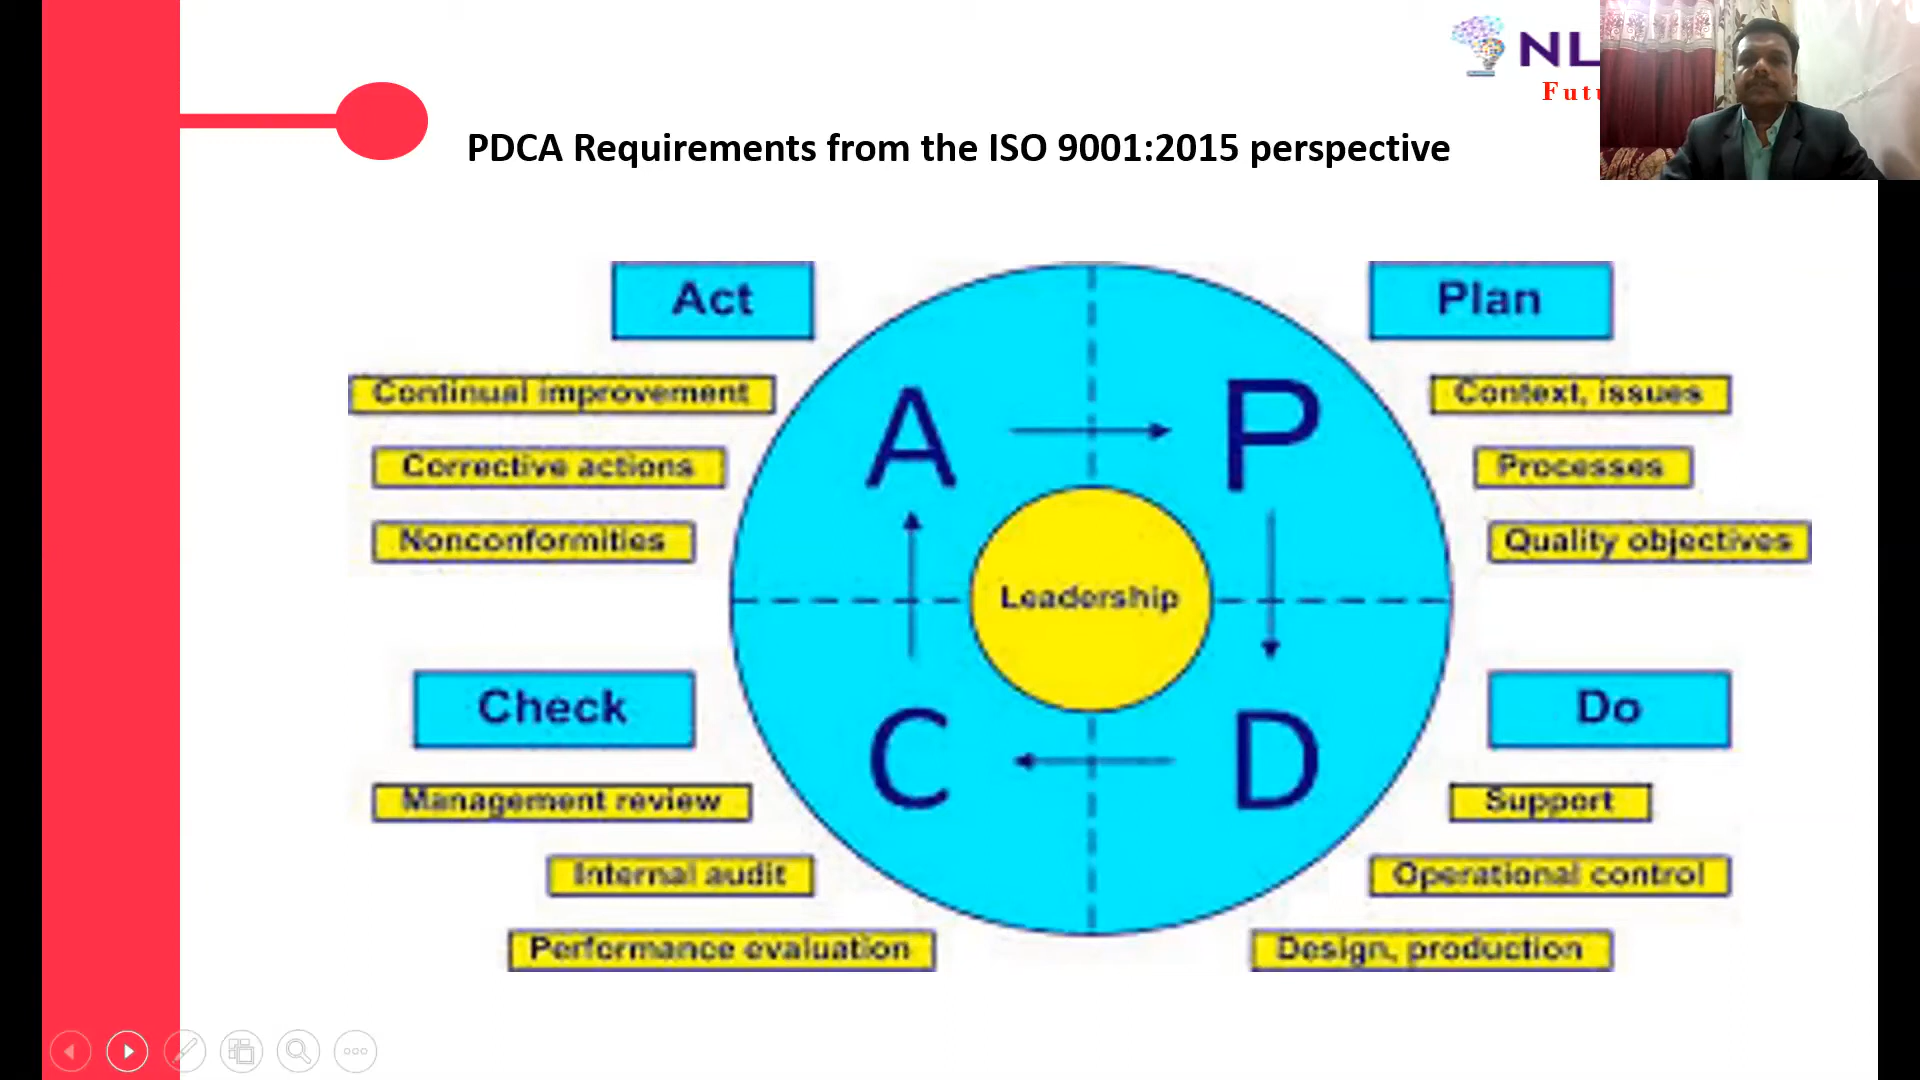 NL
Futu
PDCA Requirements from the ISO 9001:2015 perspective
Act
Plan
Continual improvement
Corrective actions
Nonconformities
Context, issues
Processes
Quality objectives
A
P
Leadership
C
D
Check
Do
Management review
Internal audit
Performance evaluation
Support
Operational control
Design, production